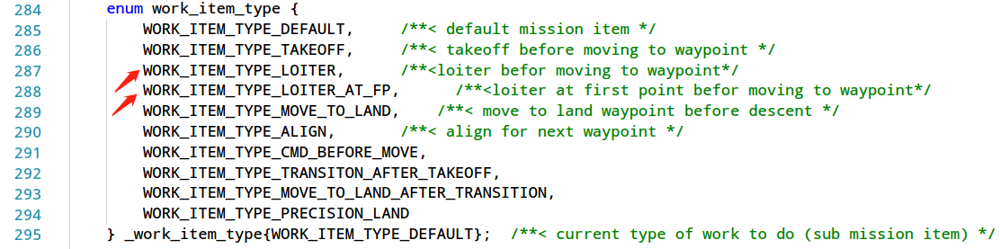 284 enum work_item_type {
285 WORK_ITEM_TYPE_DEFAULT, /**< default mission item */
286 WORK_ITEM_TYPE_TAKEOFF, /**< takeoff before moving to waypoint */
287 WORK_ITEM_TYPE_LOITER, /**<loiter befor moving to waypoint*/
288 WORK_ITEM_TYPE_LOITER_AT_FP, /**<loiter at first point befor moving to waypoint*/
289 WORK_ITEM_TYPE_MOVE_TO_LAND, /**< move to land waypoint before descent */
290 WORK_ITEM_TYPE_ALIGN, /**< align for next waypoint */
291 WORK_ITEM_TYPE_CMD_BEFORE_MOVE,
292 WORK_ITEM_TYPE_TRANSITON_AFTER_TAKEOFF,
293 WORK_ITEM_TYPE_MOVE_TO_LAND_AFTER_TRANSITION,
294 WORK_ITEM_TYPE_PRECISION_LAND
295 } _work_item_type{WORK_ITEM_TYPE_DEFAULT}; /**< current type of work to do (sub mission item) */